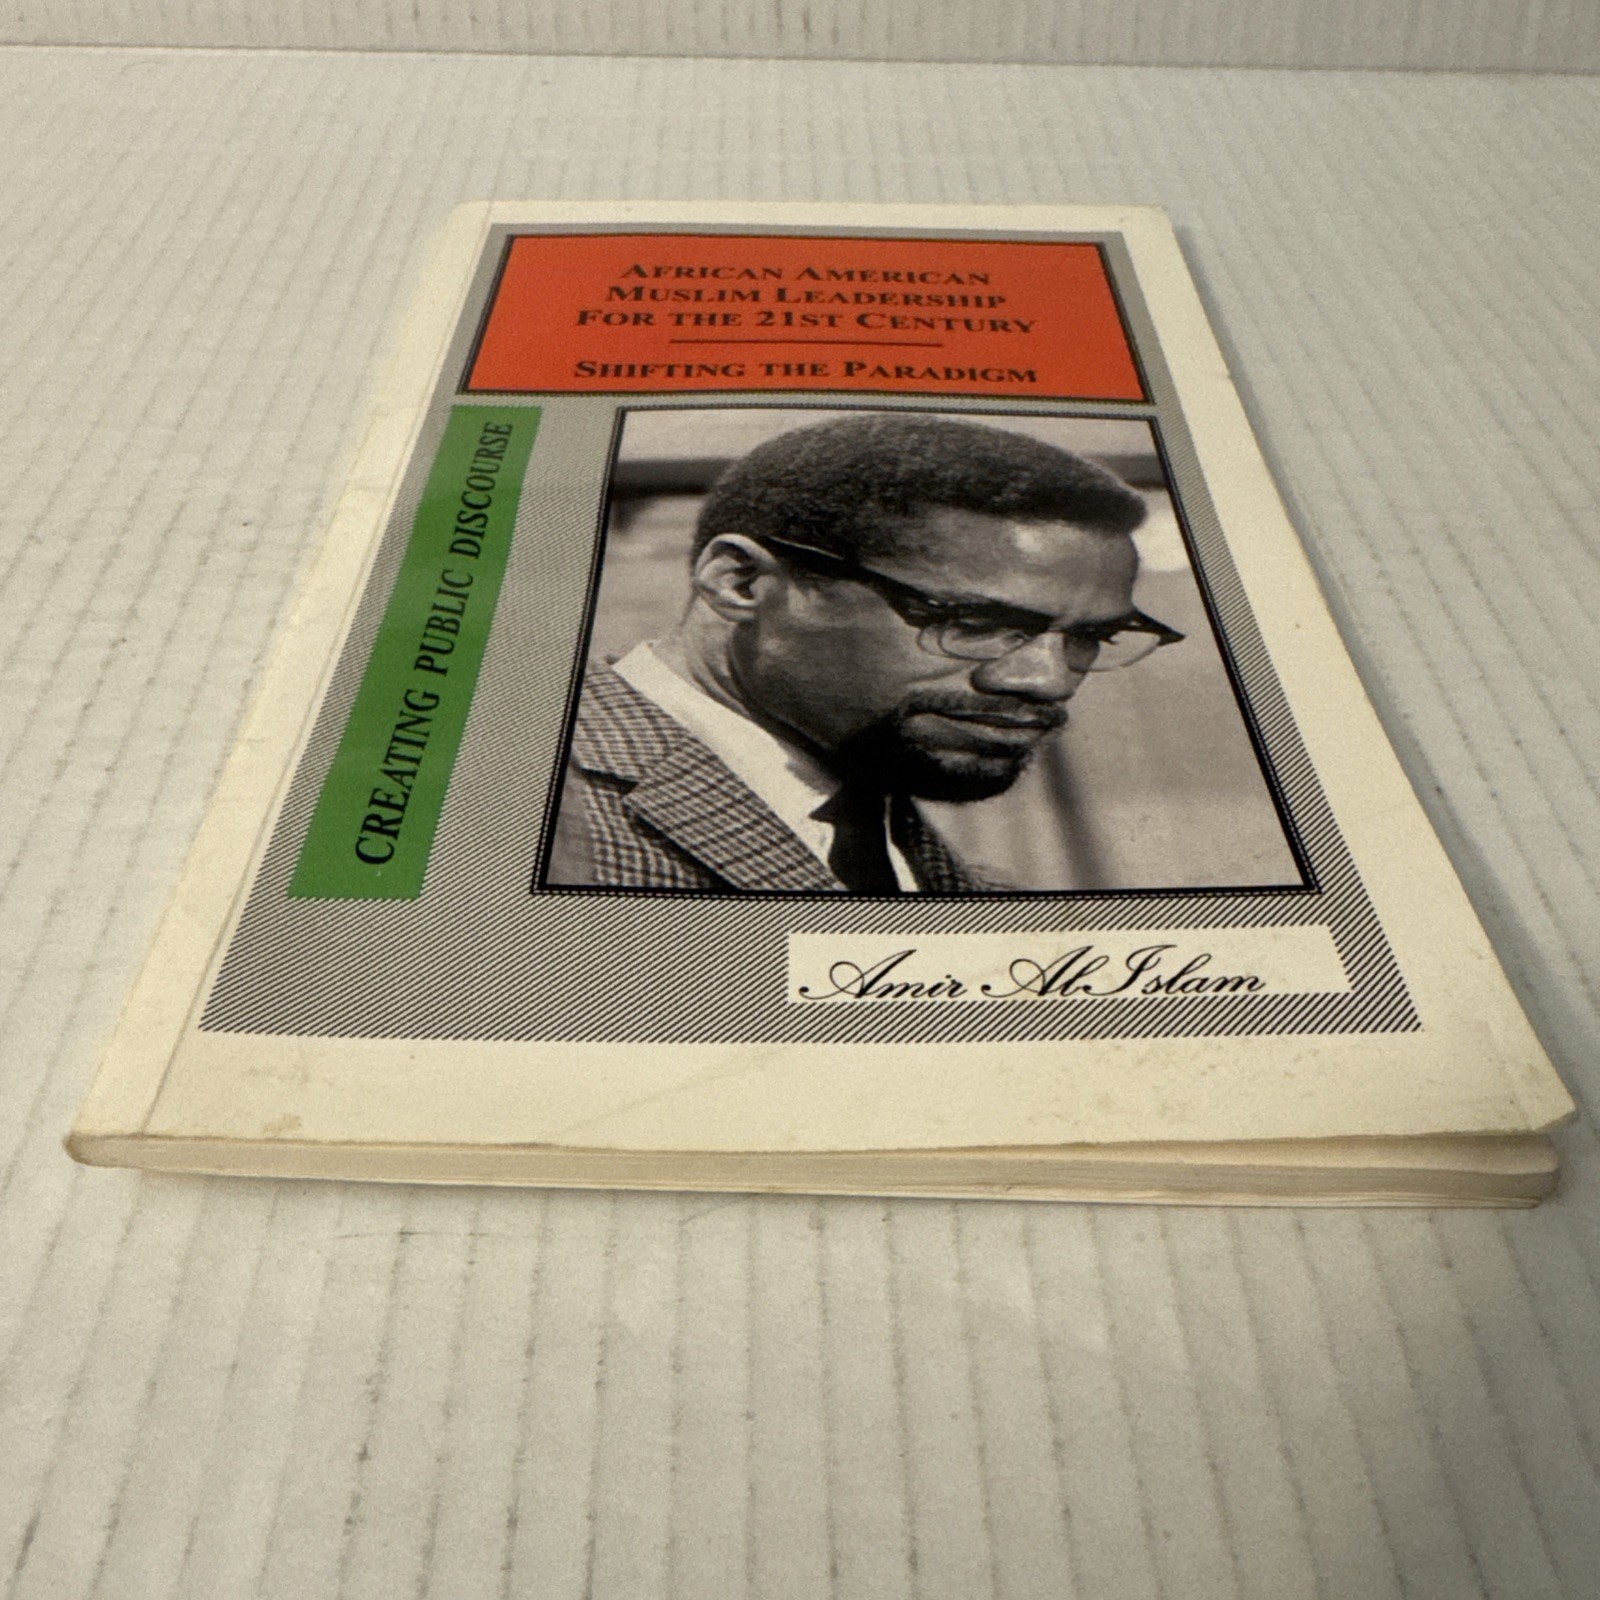 AFRICAN AMERICAN
MUSLIM LEADERSHIP
FOR THE 21ST CENTURY
SHIFTING THE PARADIGM
CREATING PUBLIC DISCOURSE
Amir Al Islam